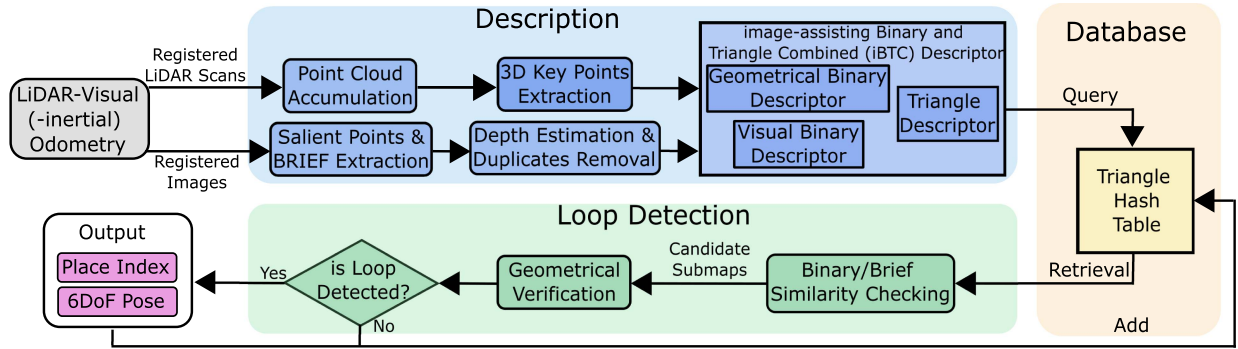 Description
Database
Registered
LiDAR Scans
LiDAR-Visual
(-inertial)
Odometry
Registered
Images
Point Cloud
Accumulation
3D Key Points
Extraction
Salient Points &
BRIEF Extraction
Depth Estimation &
Duplicates Removal
image-assisting Binary and
Triangle Combined (iBTC) Descriptor
Geometrical Binary
Descriptor
Triangle
Descriptor
Visual Binary
Descriptor
Query
Triangle
Hash
Table
Retrieval
Add
Loop Detection
Binary/Brief
Similarity Checking
Candidate
Submaps
Geometrical
Verification
is Loop
Detected?
Yes
No
Output
Place Index
6DoF Pose